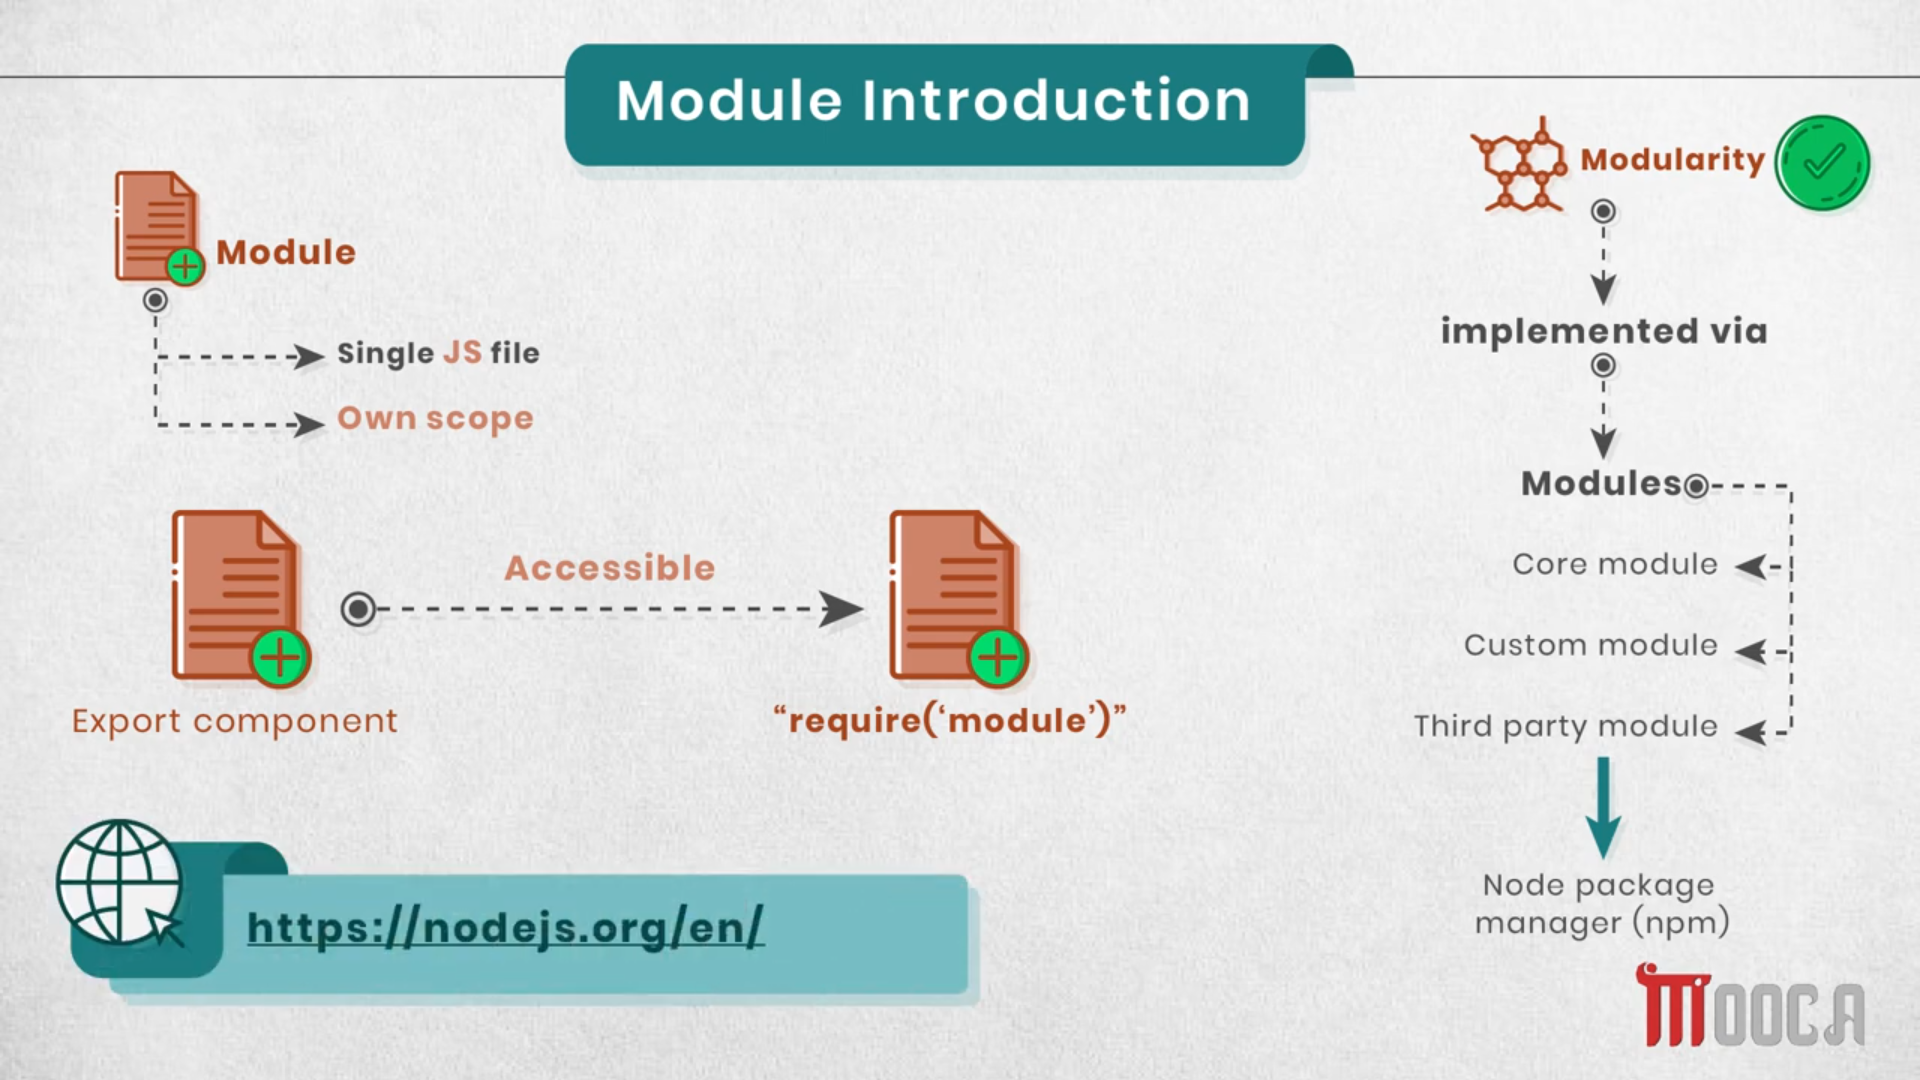 Module Introduction
Module
Single JS file
Own scope
Accessible
Export component
“require(‘module’)”
https://nodejs.org/en/
Modularity
implemented via
Modules
Core module
Custom module
Third party module
Node package
manager (npm)
MOOCA